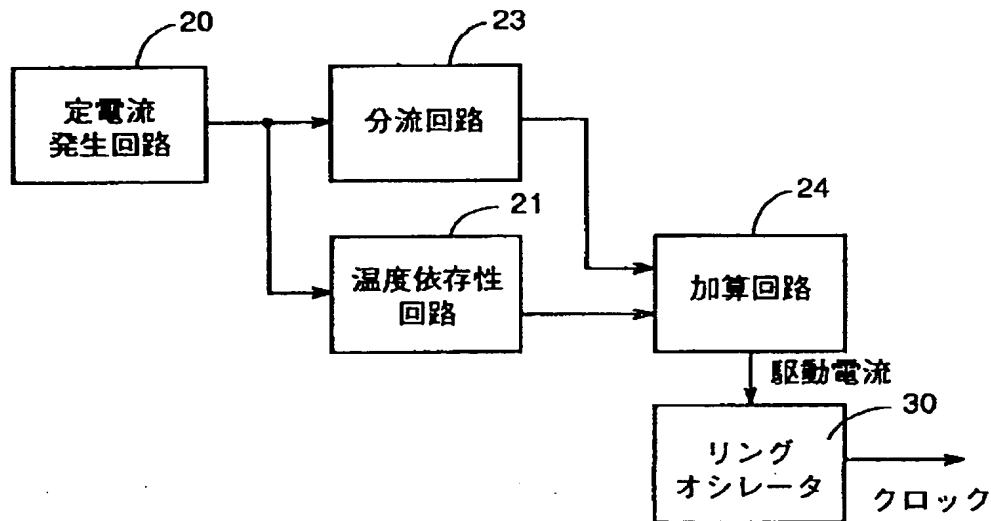 20
定電流
発生回路
23
分流回路
21
温度依存性
回路
24
加算回路
駆動電流
30
リング
オシレータ
クロック